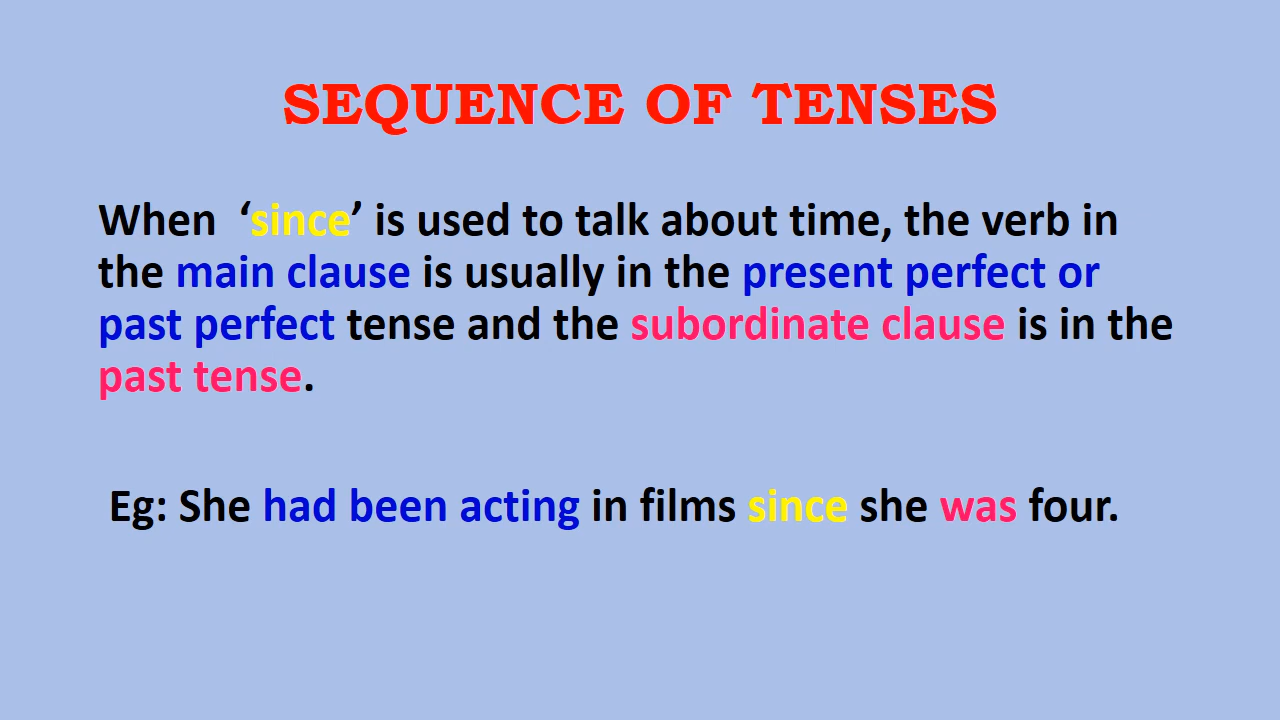 SEQUENCE OF TENSES
When ‘since’ is used to talk about time, the verb in
the main clause is usually in the present perfect or
past perfect tense and the subordinate clause is in the
past tense.
Eg: She had been acting in films since she was four.